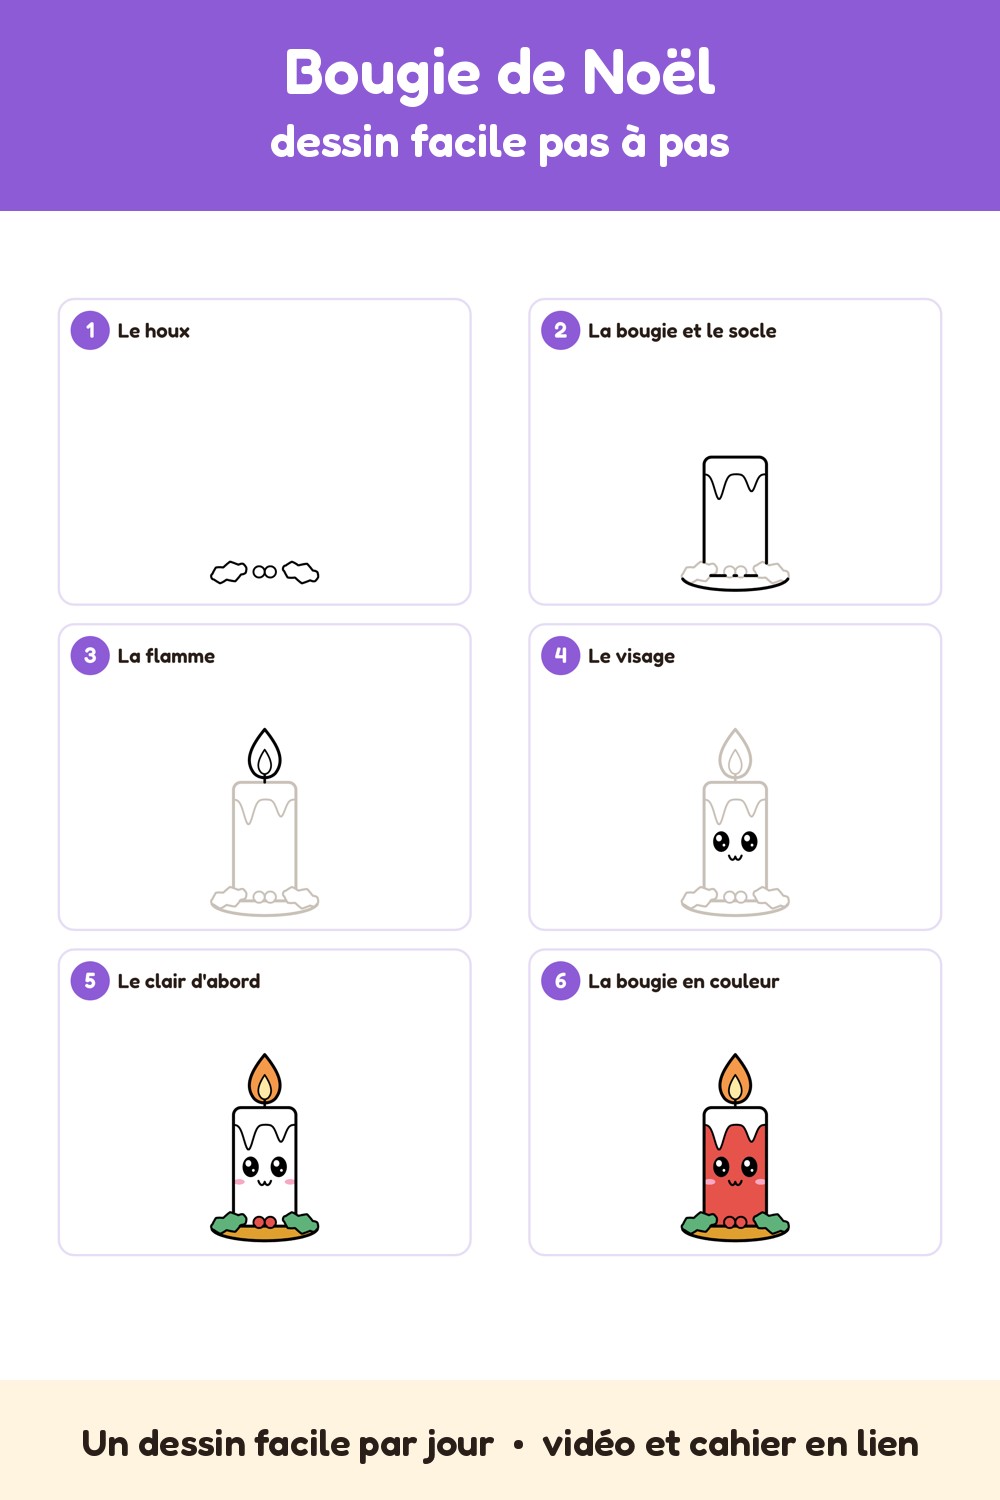 Bougie de Noël
dessin facile pas à pas
1 Le houx
2 La bougie et le socle
3 La flamme
4 Le visage
5 Le clair d'abord
6 La bougie en couleur
Un dessin facile par jour • vidéo et cahier en lien